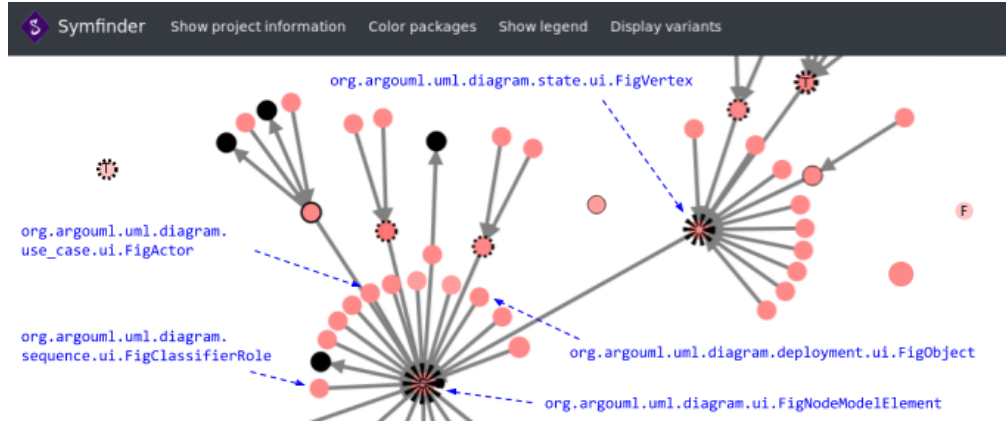 Symfinder Show project information Color packages Show legend Display variants
org.argouml.uml.diagram.state.ui.FigVertex
T
T
F
org.argouml.uml.diagram.
use_case.ui.FigActor
org.argouml.uml.diagram.
sequence.ui.FigClassifierRole
org.argouml.uml.diagram.deployment.ui.FigObject
org.argouml.uml.diagram.ui.FigNodeModelElement